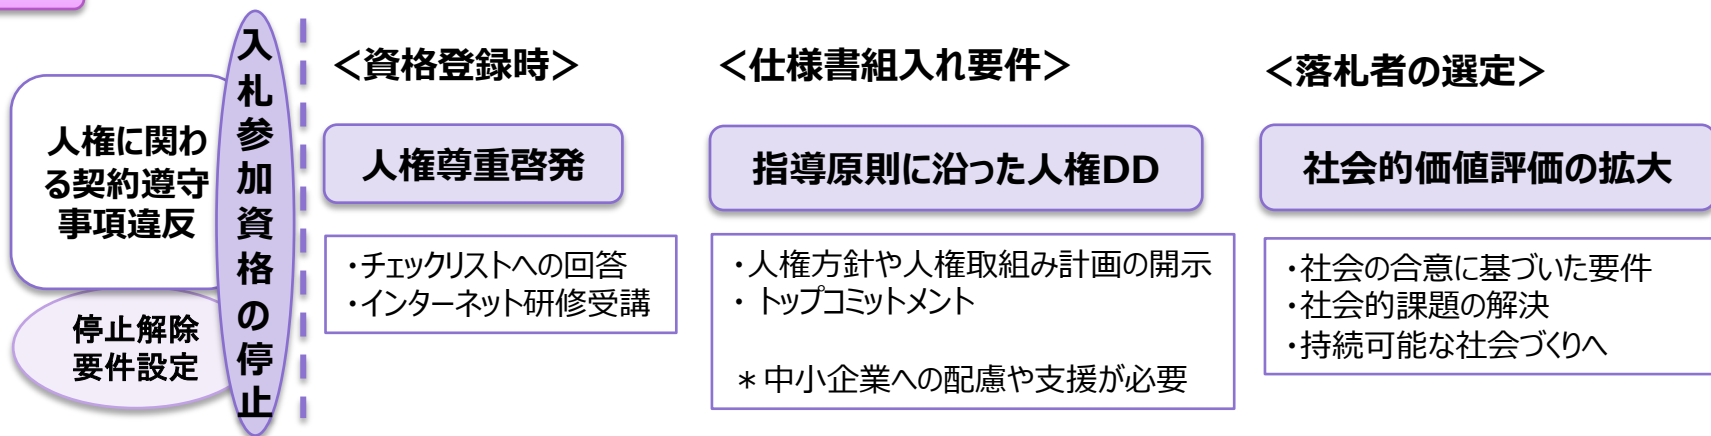 人権に関わ
る契約遵守
事項違反
停止解除
要件設定
入札参加資格の停止
＜資格登録時＞
人権尊重啓発
・チェックリストへの回答
・インターネット研修受講
＜仕様書組入れ要件＞
指導原則に沿った人権DD
・人権方針や人権取組み計画の開示
・ トップコミットメント
＊中小企業への配慮や支援が必要
＜落札者の選定＞
社会的価値評価の拡大
・社会の合意に基づいた要件
・社会的課題の解決
・持続可能な社会づくりへ